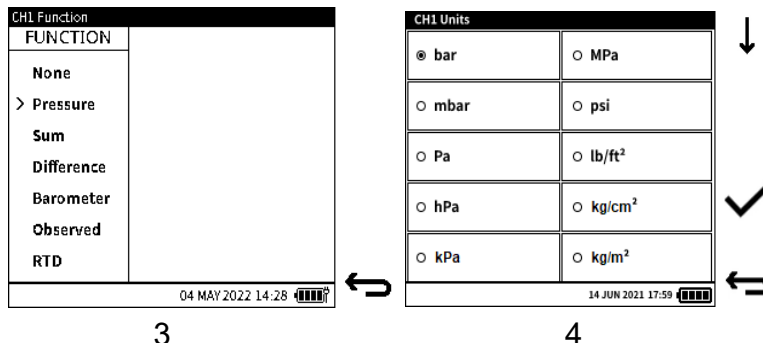 CH1 Function
FUNCTION
None
> Pressure
Sum
Difference
Barometer
Observed
RTD
04 MAY 2022 14:28
3
CH1 Units
bar
MPa
mbar
psi
Pa
lb/ft²
hPa
kg/cm²
kPa
kg/m²
14 JUN 2021 17:59
4